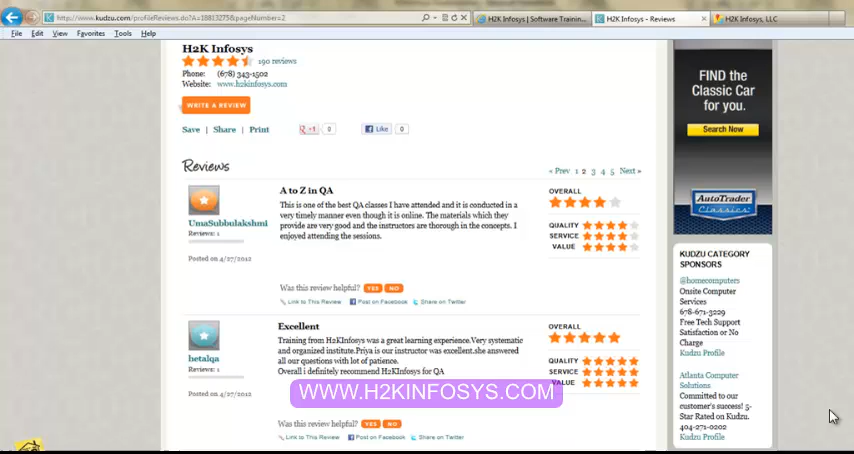 http://www.kudzu.com/profileReviews.do?A=18813275&pageNumber=2
H2K Infosys | Software Trainin...
H2K Infosys - Reviews
H2K Infosys, LLC
File Edit View Favorites Tools Help
H2K Infosys
190 reviews
Phone: (678) 343-1502
Website: www.h2kinfosys.com
WRITE A REVIEW
Save | Share | Print
+1 0
Like 0
Reviews
« Prev 1 2 3 4 5 Next »
A to Z in QA
This is one of the best QA classes I have attended and it is conducted in a
very timely manner even though it is online. The materials which they
provide are very good and the instructors are thorough in the concepts. I
enjoyed attending the sessions.
UmaSubbulakshmi
Reviews: 1
Posted on 4/27/2012
OVERALL
QUALITY
SERVICE
VALUE
Was this review helpful? YES NO
Link to This Review Post on Facebook Share on Twitter
Excellent
Training from H2KInfosys was a great learning experience.Very systematic
and organized institute.Priya is our instructor was excellent.she answered
all our questions with lot of patience.
Overall i definitely recommend H2KInfosys for QA
hetalqa
Reviews: 1
Posted on 4/27/2012
OVERALL
QUALITY
SERVICE
VALUE
WWW.H2KINFOSYS.COM
Was this review helpful? YES NO
Link to This Review Post on Facebook Share on Twitter
FIND the
Classic Car
for you.
Search Now
AutoTrader
Classics
KUDZU CATEGORY
SPONSORS
@homecomputers
Onsite Computer
Services
678-671-3229
Free Tech Support
Satisfaction or No
Charge
Kudzu Profile
Atlanta Computer
Solutions
Committed to our
customer's success! 5-
Star Rated on Kudzu.
404-271-0202
Kudzu Profile